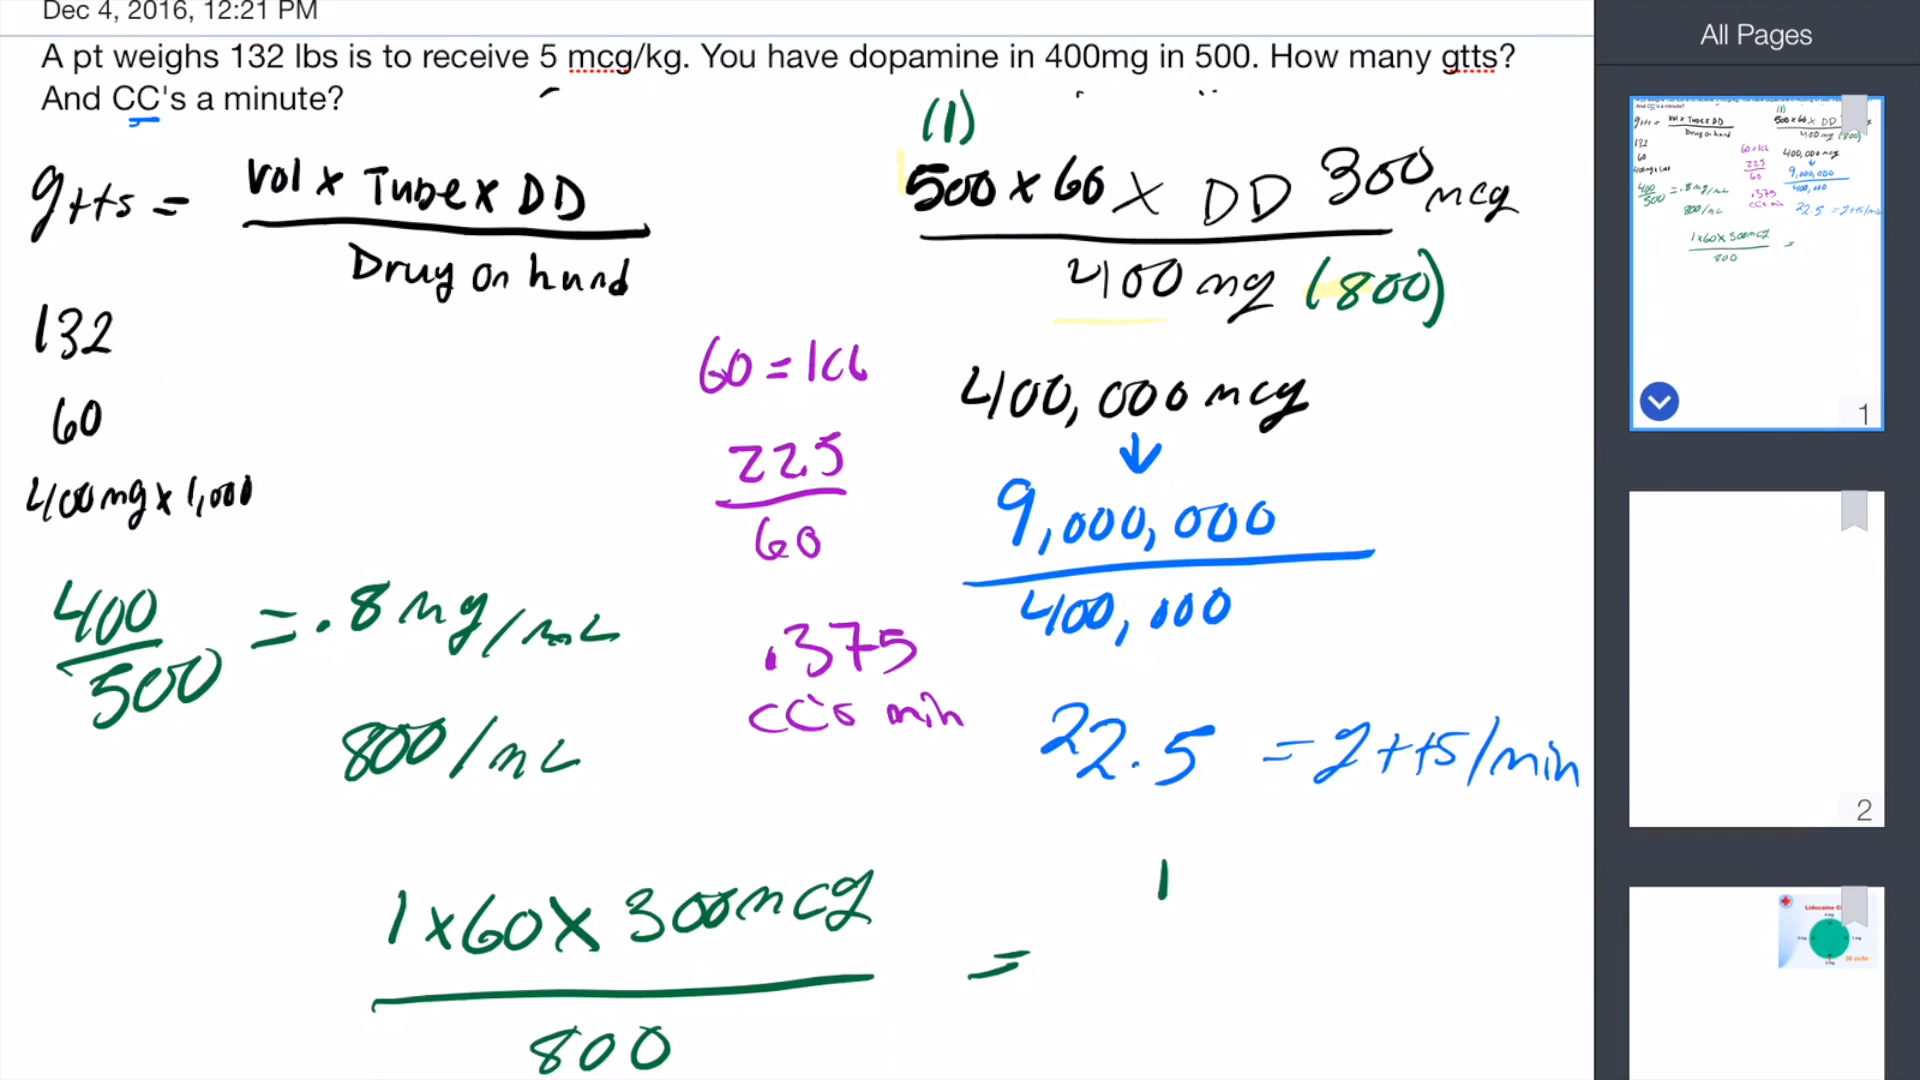 Dec 4, 2016, 12:21 PM
All Pages
A pt weighs 132 lbs is to receive 5 mcg/kg. You have dopamine in 400mg in 500. How many gtts?
And CC's a minute?
gtts = Vol x Tube x DD
Drug on hand
(1)
500 x 60 x DD 300 mcg
400 mg (800)
132
60
400mg x 1,000
60 = 1cc
225
60
.375
CC's min
400,000 mcg
↓
9,000,000
400,000
22.5 = gtts/min
400
500
= .8 mg/mL
800/mL
1 x 60 x 300mcg =
800
1
1
2